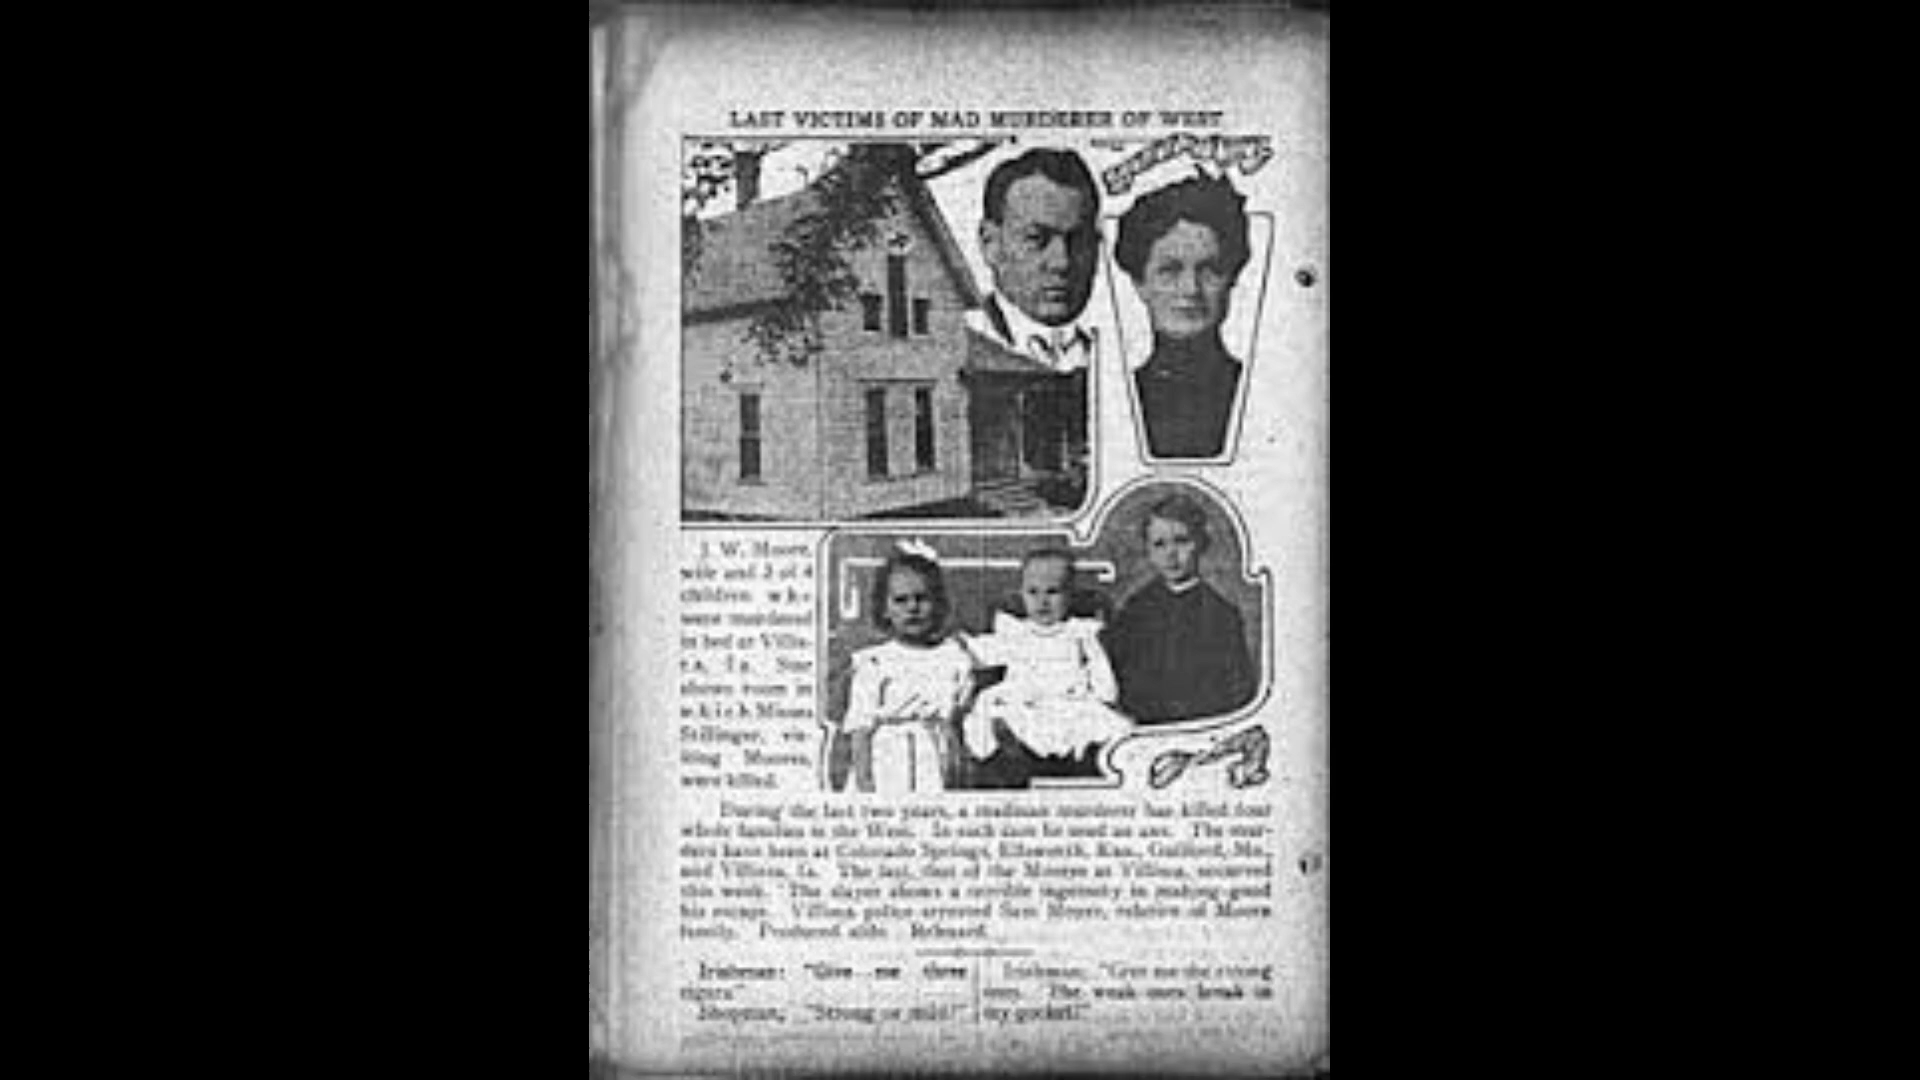 LAST VICTIMS OF MAD MURDERER OF WEST
J. W. Moore,
wife and 3 of 4
children who
were murdered
in bed at Villis-
ca, Ia. Star
shows room in
which Misses
Stillinger, vis-
iting Moores,
were killed.
During the last two years, a madman murderer has killed four
whole families in the West. In each case he used an axe. The mur-
ders have been at Colorado Springs, Ellsworth, Kan., Guilford, Mo.,
and Villisca, Ia. The last, that of the Moores at Villisca, occurred
this week. The slayer shows a terrible ingenuity in making good
his escape. Villisca police arrested Sam Moyer, relative of Moore
family. Produced alibi. Released.
Irishman: "Give me three
cigars."
Shopman: "Strong or mild?"
Irishman: "Give me the strong
ones. The weak ones break in
my pocket!"